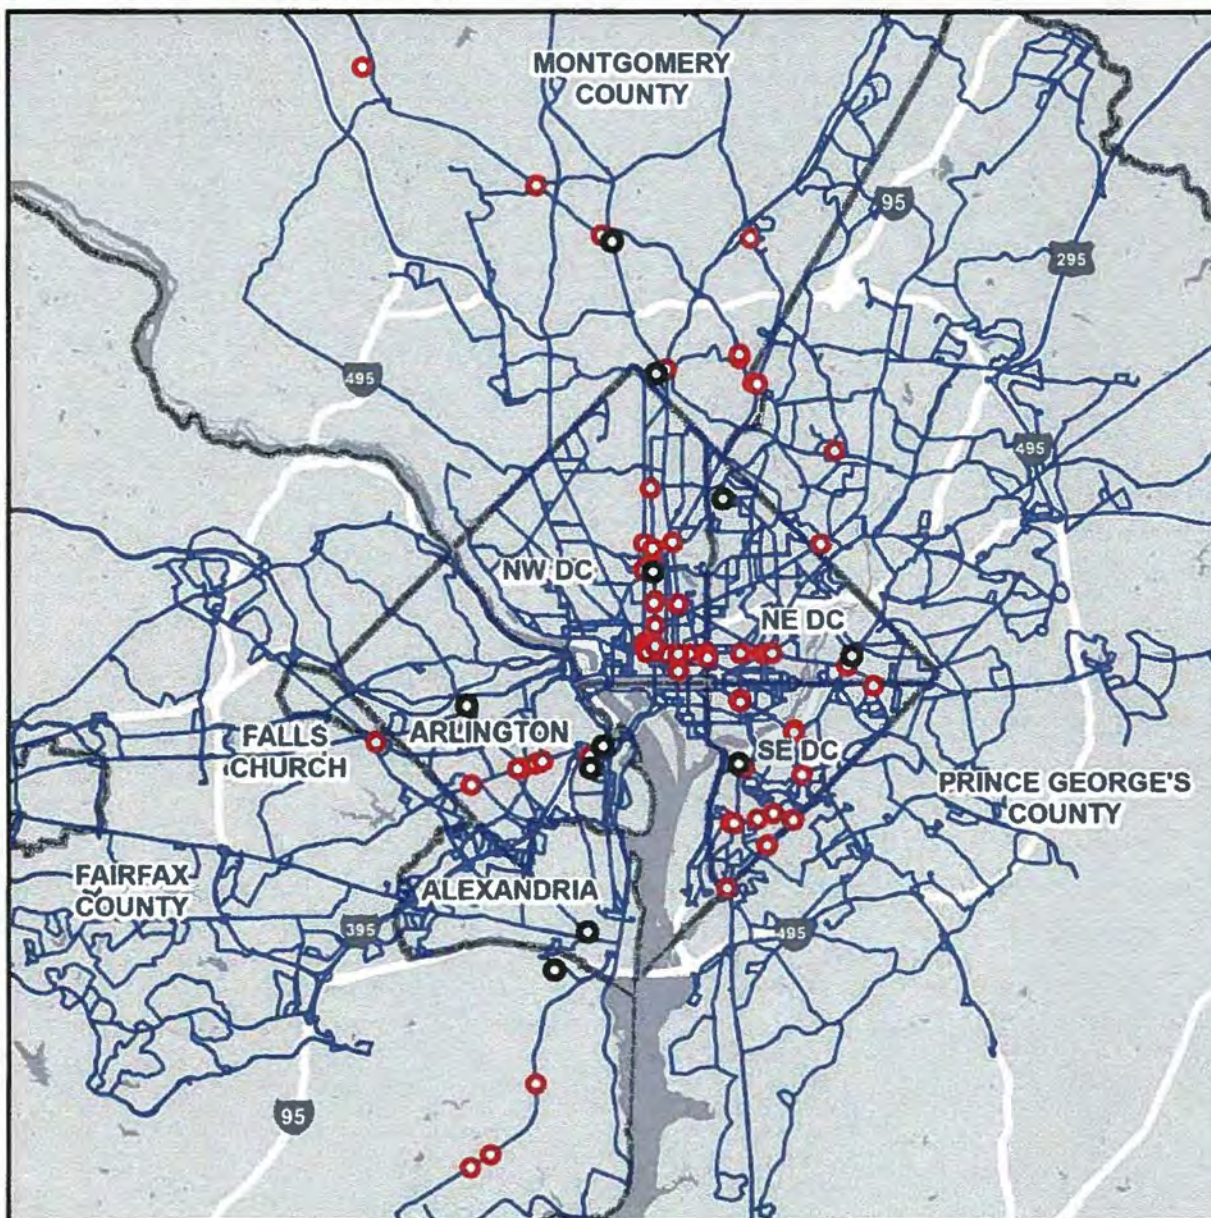 MONTGOMERY
COUNTY
95
295
495
495
NW DC
NE DC
FALLS
CHURCH
ARLINGTON
SE DC
PRINCE GEORGE'S
COUNTY
FAIRFAX
COUNTY
ALEXANDRIA
395
495
95